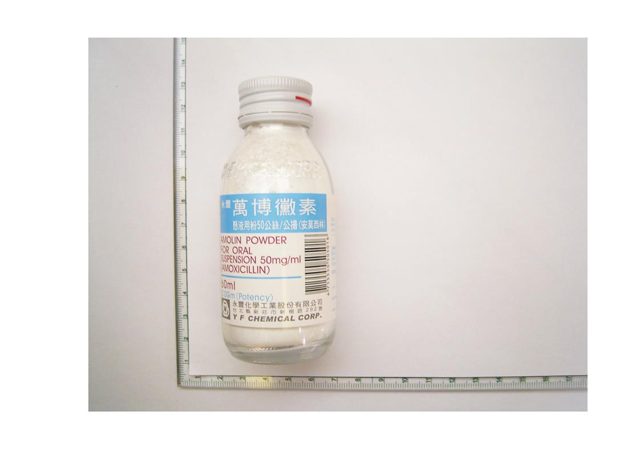 永豐 萬博黴素
懸液用粉50公絲/公撮(安莫西林)
AMOLIN POWDER
FOR ORAL
SUSPENSION 50mg/ml
(AMOXICILLIN)
60ml
(Potency)
永豐化學工業股份有限公司
Y F CHEMICAL CORP.